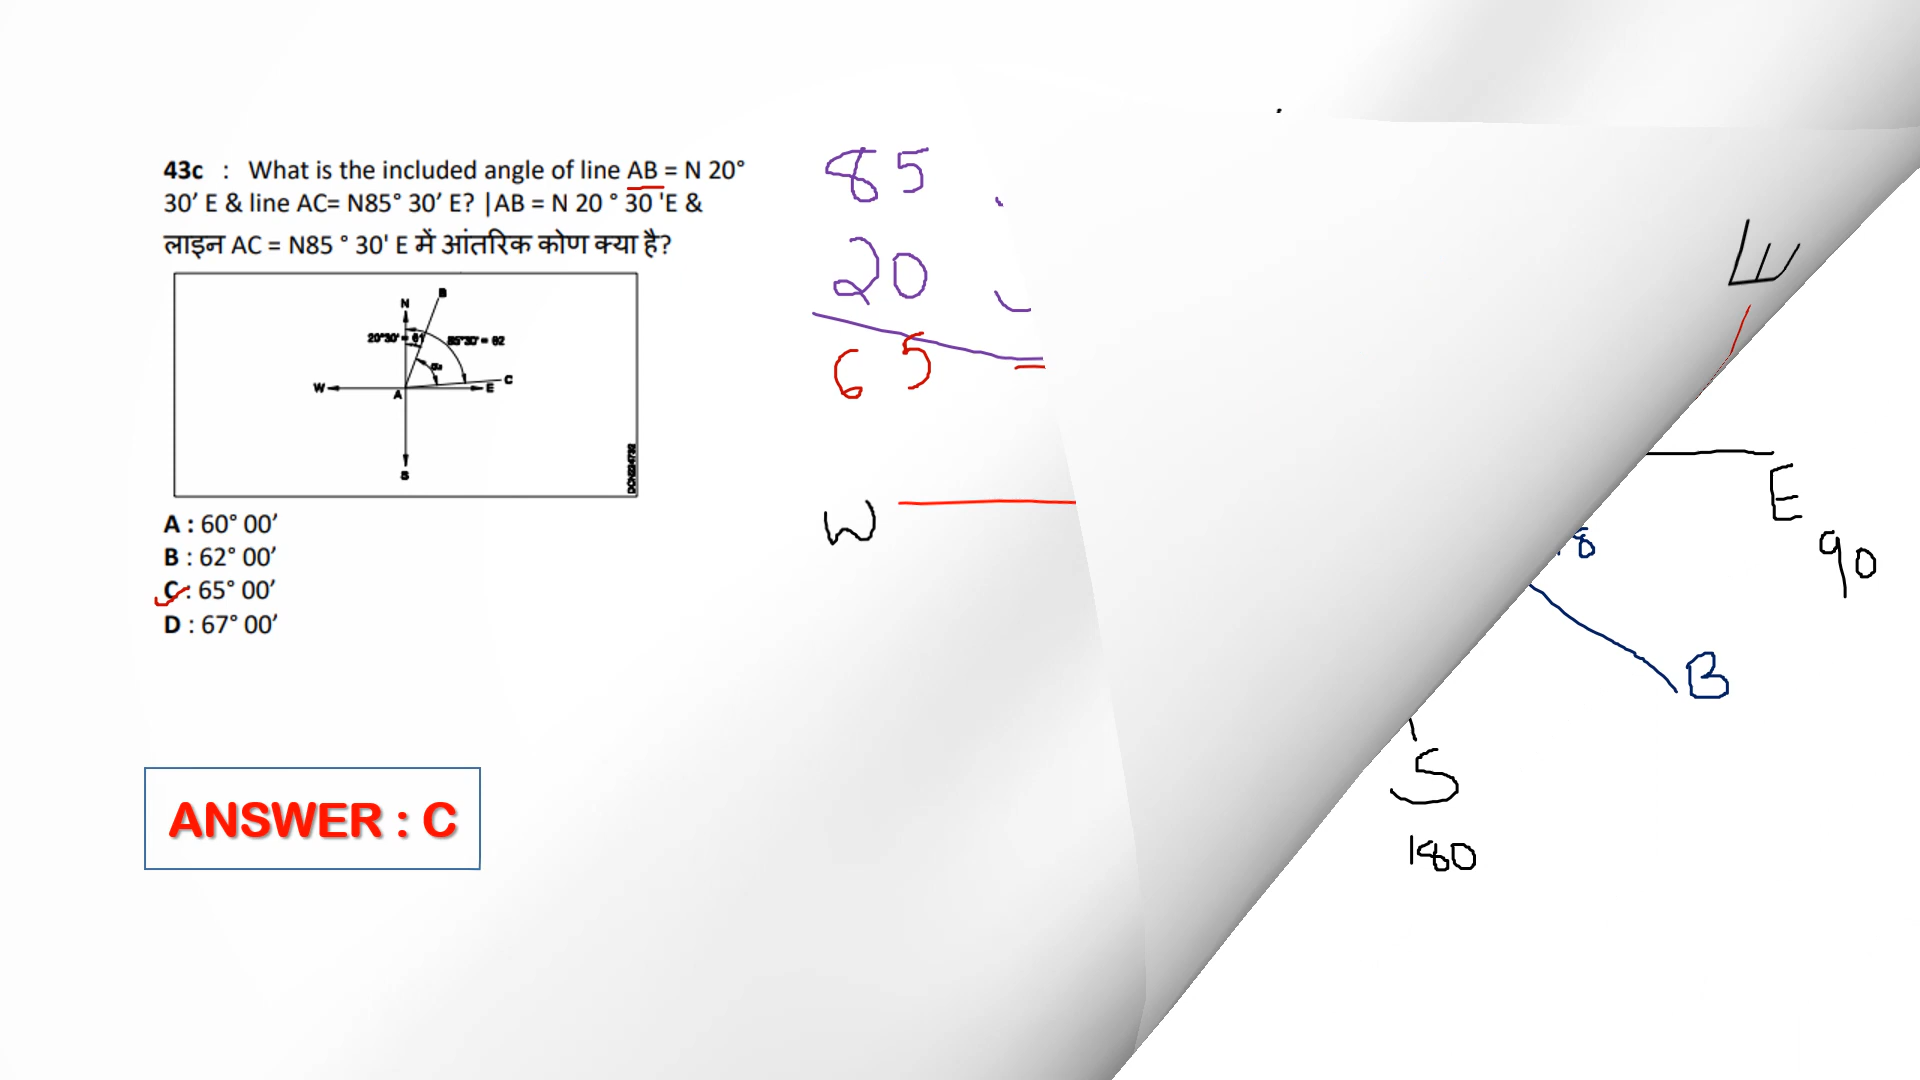 43c : What is the included angle of line AB = N 20°
30’ E & line AC= N85° 30’ E? |AB = N 20 ° 30 'E &
लाइन AC = N85 ° 30' E में आंतरिक कोण क्या है?
B
N
20°30' = θ1
85°30' = θ2
C
W
E
A
S
DCN224732
A : 60° 00’
B : 62° 00’
C : 65° 00’
D : 67° 00’
ANSWER : C
85
20
65
W
E
90
8
B
S
180